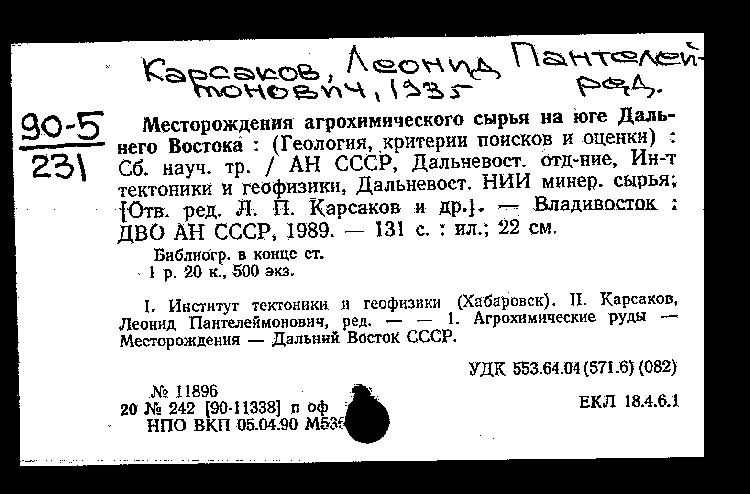 Карсаков, Леонид Пантелей-
монович, 1935 ред.
90-5
231
Месторождения агрохимического сырья на юге Даль-
него Востока : (Геология, критерии поисков и оценки) :
Сб. науч. тр. / АН СССР, Дальневост. отд-ние, Ин-т
тектоники и геофизики, Дальневост. НИИ минер. сырья;
[Отв. ред. Л. П. Карсаков и др.]. — Владивосток :
ДВО АН СССР, 1989. — 131 с. : ил.; 22 см.
Библиогр. в конце ст.
1 р. 20 к., 500 экз.
I. Институт тектоники и геофизики (Хабаровск). II. Карсаков,
Леонид Пантелеймонович, ред. — — 1. Агрохимические руды —
Месторождения — Дальний Восток СССР.
УДК 553.64.04(571.6)(082)
№ 11896
20 № 242 [90-11338] п оф
ЕКЛ 18.4.6.1
НПО ВКП 05.04.90